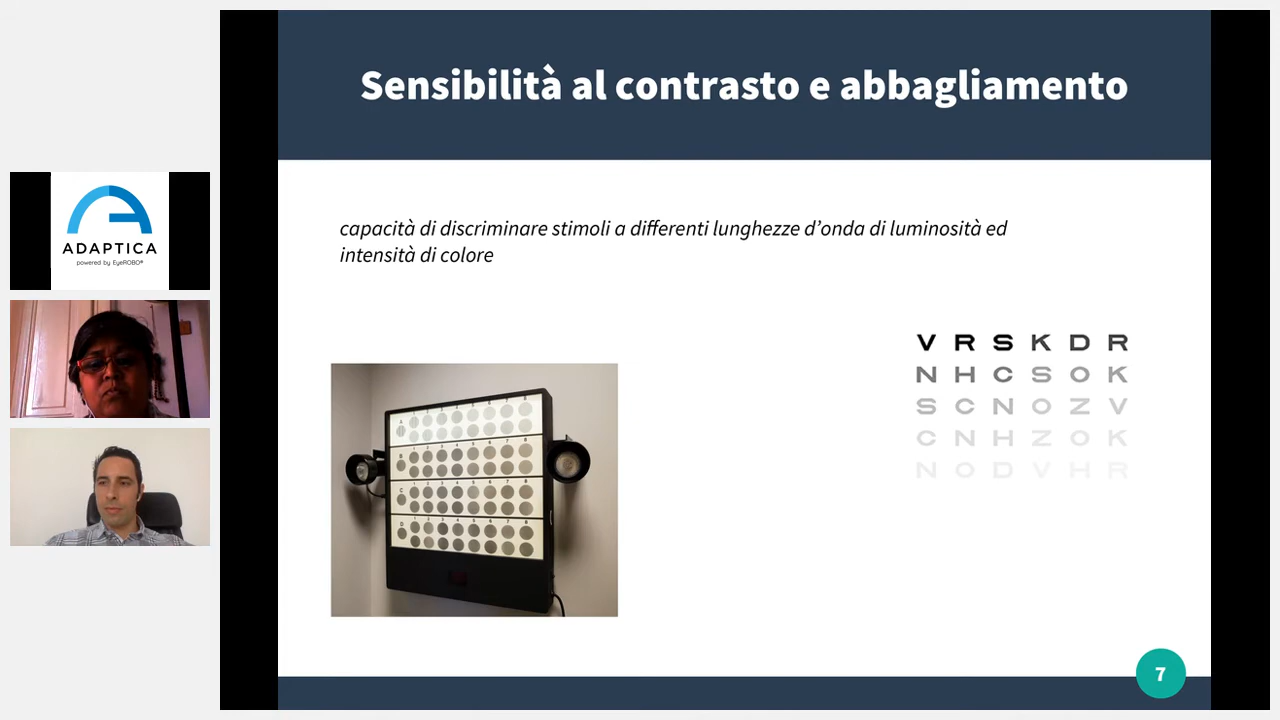 Sensibilità al contrasto e abbagliamento
capacità di discriminare stimoli a differenti lunghezze d’onda di luminosità ed
intensità di colore
ADAPTICA
powered by EyeROBO®
V R S K D R
N H C S O K
S C N O Z V
C N H Z O K
N O D V H R
A
B
C
D
7